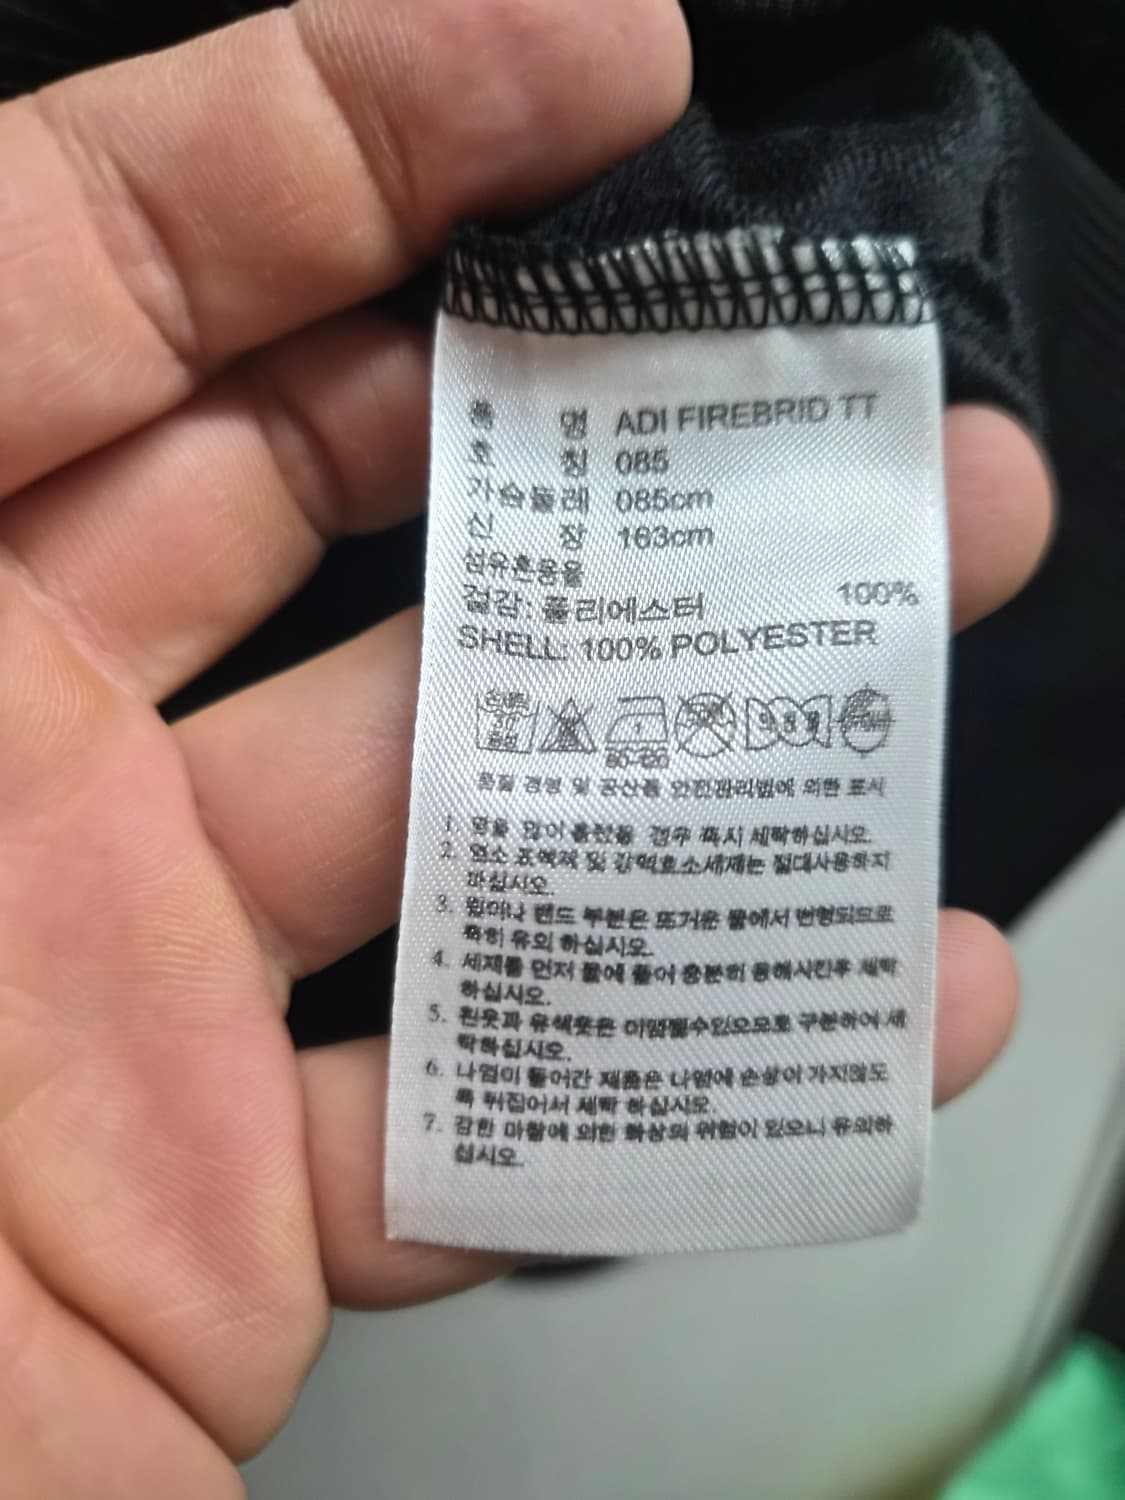 품 명 ADI FIREBRID TT
호 칭 085
가슴둘레 085cm
신 장 163cm
섬유혼용율
겉감: 폴리에스터 100%
SHELL: 100% POLYESTER
80-120
품질 경영 및 공산품 안전관리법에 의한 표시
1. 땀을 많이 흘렸을 경우 즉시 세탁하십시오.
2. 염소 표백제 및 강력효소세제는 절대사용하지
마십시오.
3. 립이나 밴드 부분은 뜨거운 물에서 변형되므로
특히 유의 하십시오.
4. 세제를 먼저 물에 풀어 충분히 용해시킨후 세탁
하십시오.
5. 흰옷과 유색옷은 이염될수있으므로 구분하여 세
탁하십시오.
6. 나염이 들어간 제품은 나염에 손상이 가지않도
록 뒤집어서 세탁 하십시오.
7. 강한 마찰에 의한 화상의 위험이 있으니 유의하
십시오.